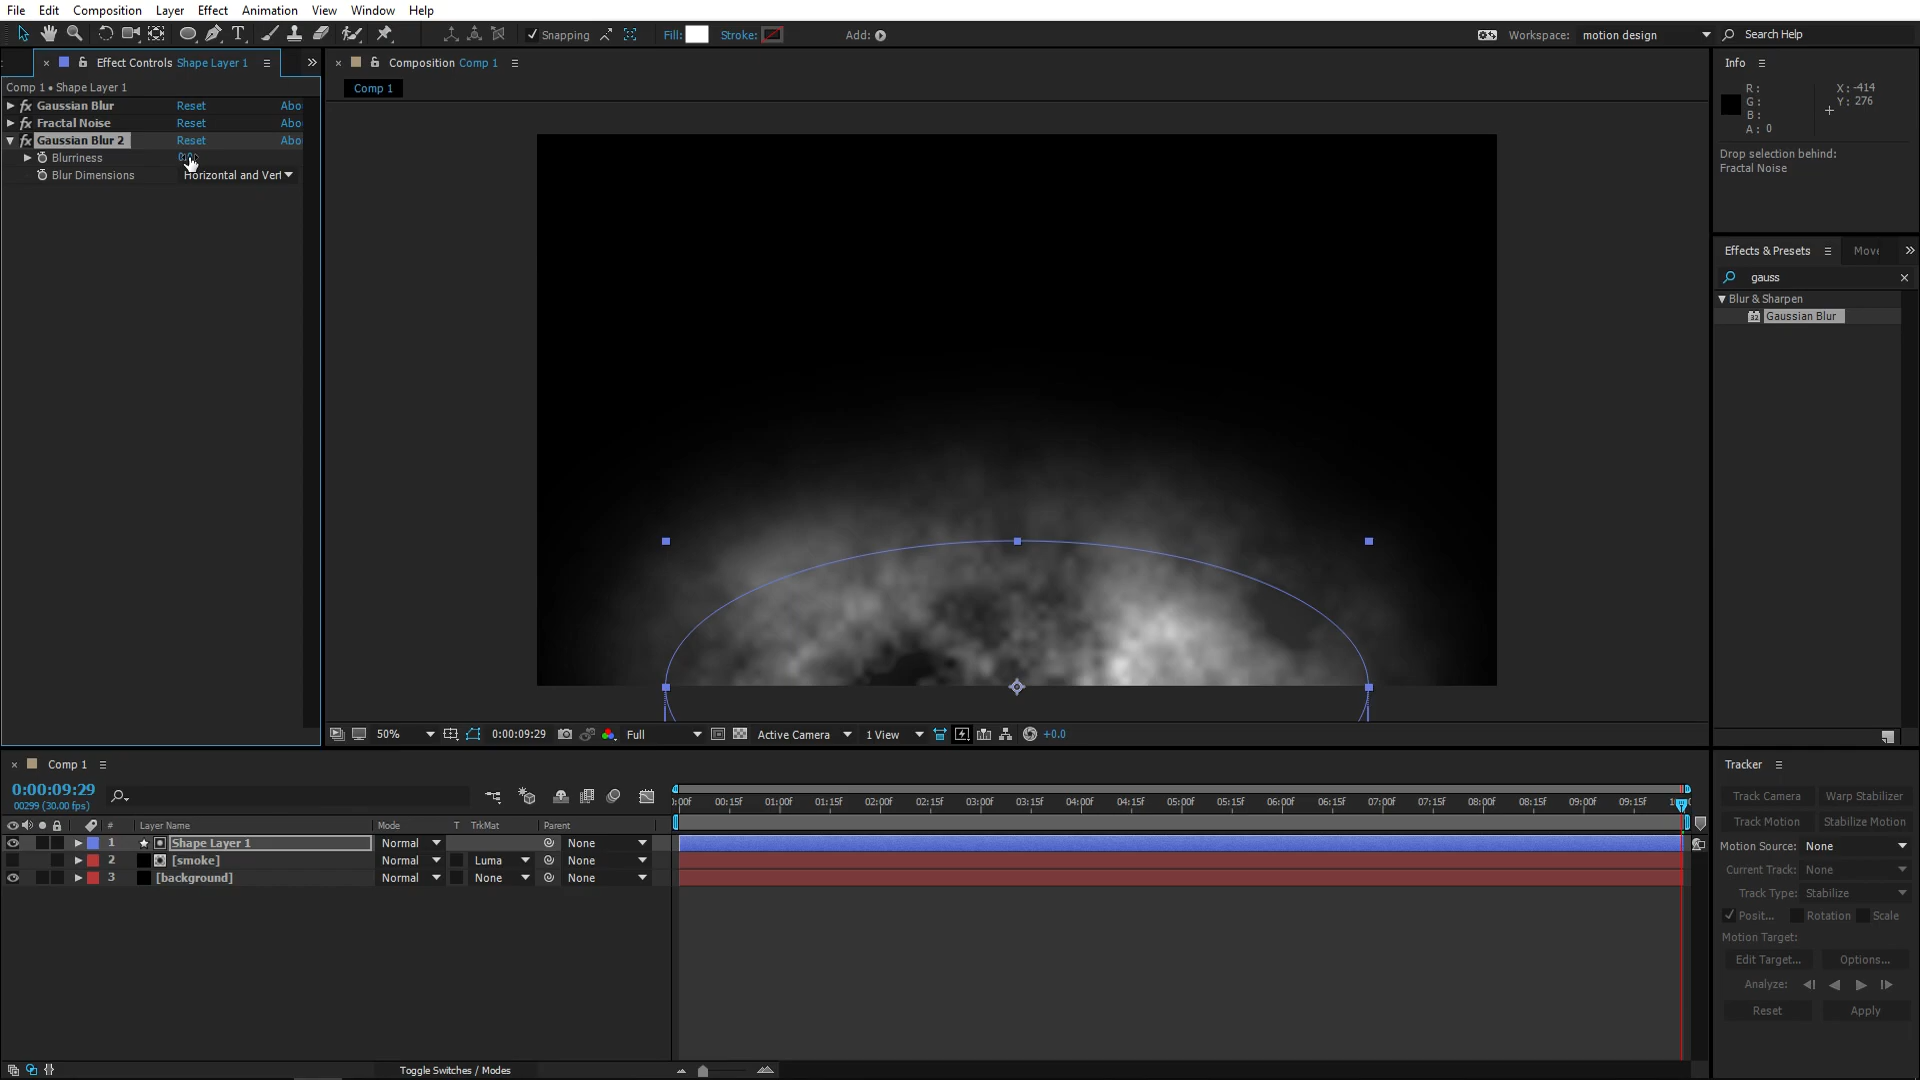 File Edit Composition Layer Effect Animation View Window Help
Snapping Fill: Stroke: Add: Workspace: motion design Search Help
Effect Controls Shape Layer 1
Comp 1 • Shape Layer 1
Gaussian Blur Reset Abo
Fractal Noise Reset Abo
Gaussian Blur 2 Reset Abo
Blurriness
Blur Dimensions Horizontal and Vert
Composition Comp 1
Comp 1
50% 0:00:09:29 Full Active Camera 1 View +0.0
Info
R: X: -414
G: Y: 276
B:
A: 0
Drop selection behind:
Fractal Noise
Effects & Presets Move
gauss
Blur & Sharpen
32 Gaussian Blur
Comp 1
0:00:09:29
00299 (30.00 fps)
# Layer Name Mode T TrkMat Parent
1 Shape Layer 1 Normal None
2 [smoke] Normal Luma None
3 [background] Normal None None
:00f 00:15f 01:00f 01:15f 02:00f 02:15f 03:00f 03:15f 04:00f 04:15f 05:00f 05:15f 06:00f 06:15f 07:00f 07:15f 08:00f 08:15f 09:00f 09:15f
Toggle Switches / Modes
Tracker
Track Camera Warp Stabilizer
Track Motion Stabilize Motion
Motion Source: None
Current Track: None
Track Type: Stabilize
Posit... Rotation Scale
Motion Target:
Edit Target... Options...
Analyze:
Reset Apply